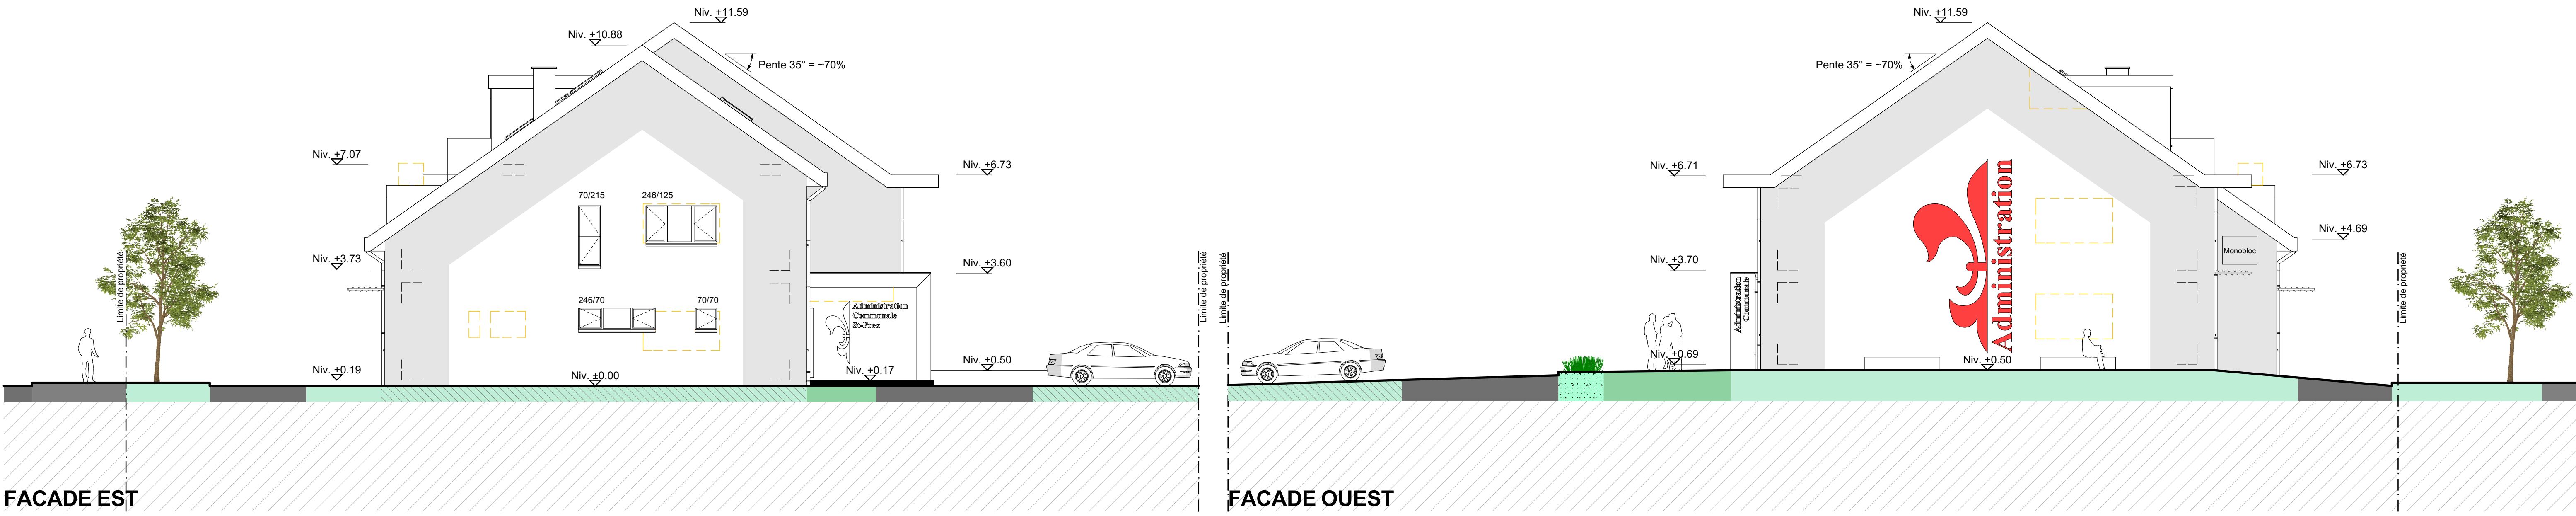 Niv. +11.59
Niv. +10.88
Pente 35° = ~70%
Niv. +7.07
Niv. +6.73
70/215
246/125
Limite de propriété
Niv. +3.73
Niv. +3.60
246/70
70/70
Administration
Communale
St-Prex
Niv. +0.19
Niv. ±0.00
Niv. +0.17
Niv. +0.50
Limite de propriété
FACADE EST
Niv. +11.59
Pente 35° = ~70%
Niv. +6.71
Niv. +6.73
Administration
Niv. +4.69
Monobloc
Limite de propriété
Niv. +3.70
Administration
Communale
Niv. +0.69
Niv. +0.50
Limite de propriété
FACADE OUEST